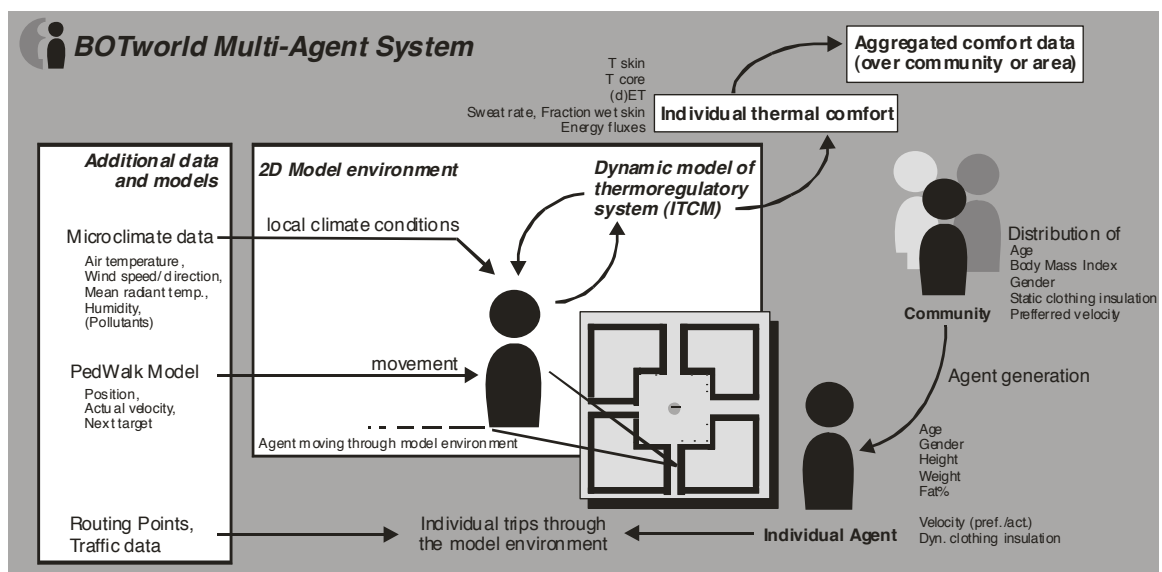 BOTworld Multi-Agent System
Aggregated comfort data
(over community or area)
T skin
T core
(d)ET
Sweat rate, Fraction wet skin
Energy fluxes
Individual thermal comfort
Additional data
and models
Microclimate data
Air temperature,
Wind speed/direction,
Mean radiant temp.,
Humidity,
(Pollutants)
PedWalk Model
Position,
Actual velocity,
Next target
Routing Points,
Traffic data
2D Model environment
local climate conditions
Dynamic model of
thermoregulatory
system (ITCM)
movement
Agent moving through model environment
Individual trips through
the model environment
Distribution of
Age
Body Mass Index
Gender
Static clothing insulation
Prefferred velocity
Community
Agent generation
Age
Gender
Height
Weight
Fat%
Velocity (pref./act.)
Dyn. clothing insulation
Individual Agent